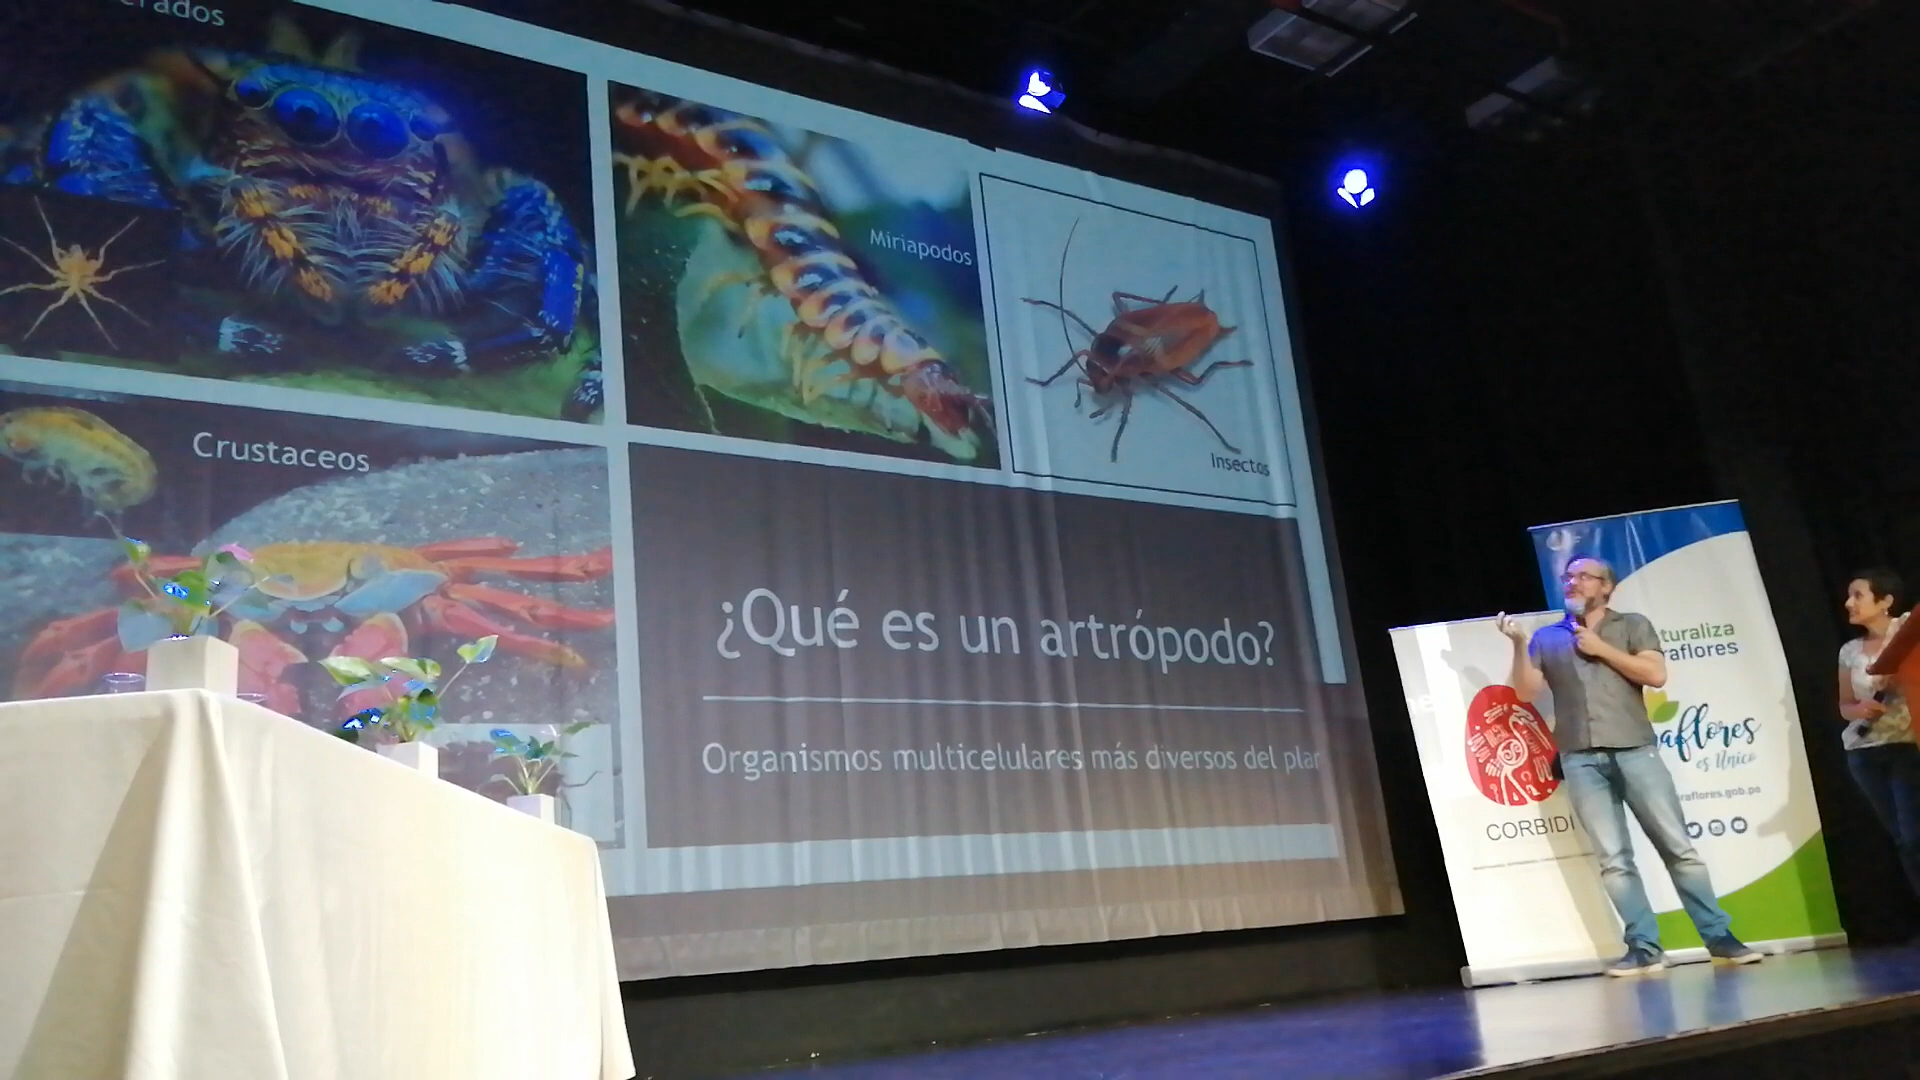 Miriapodos
Insectos
Crustaceos
¿Qué es un artrópodo?
Organismos multicelulares más diversos del plan
CORBIDI
turaliza
raflores
aflores
es Único
raflores.gob.pe